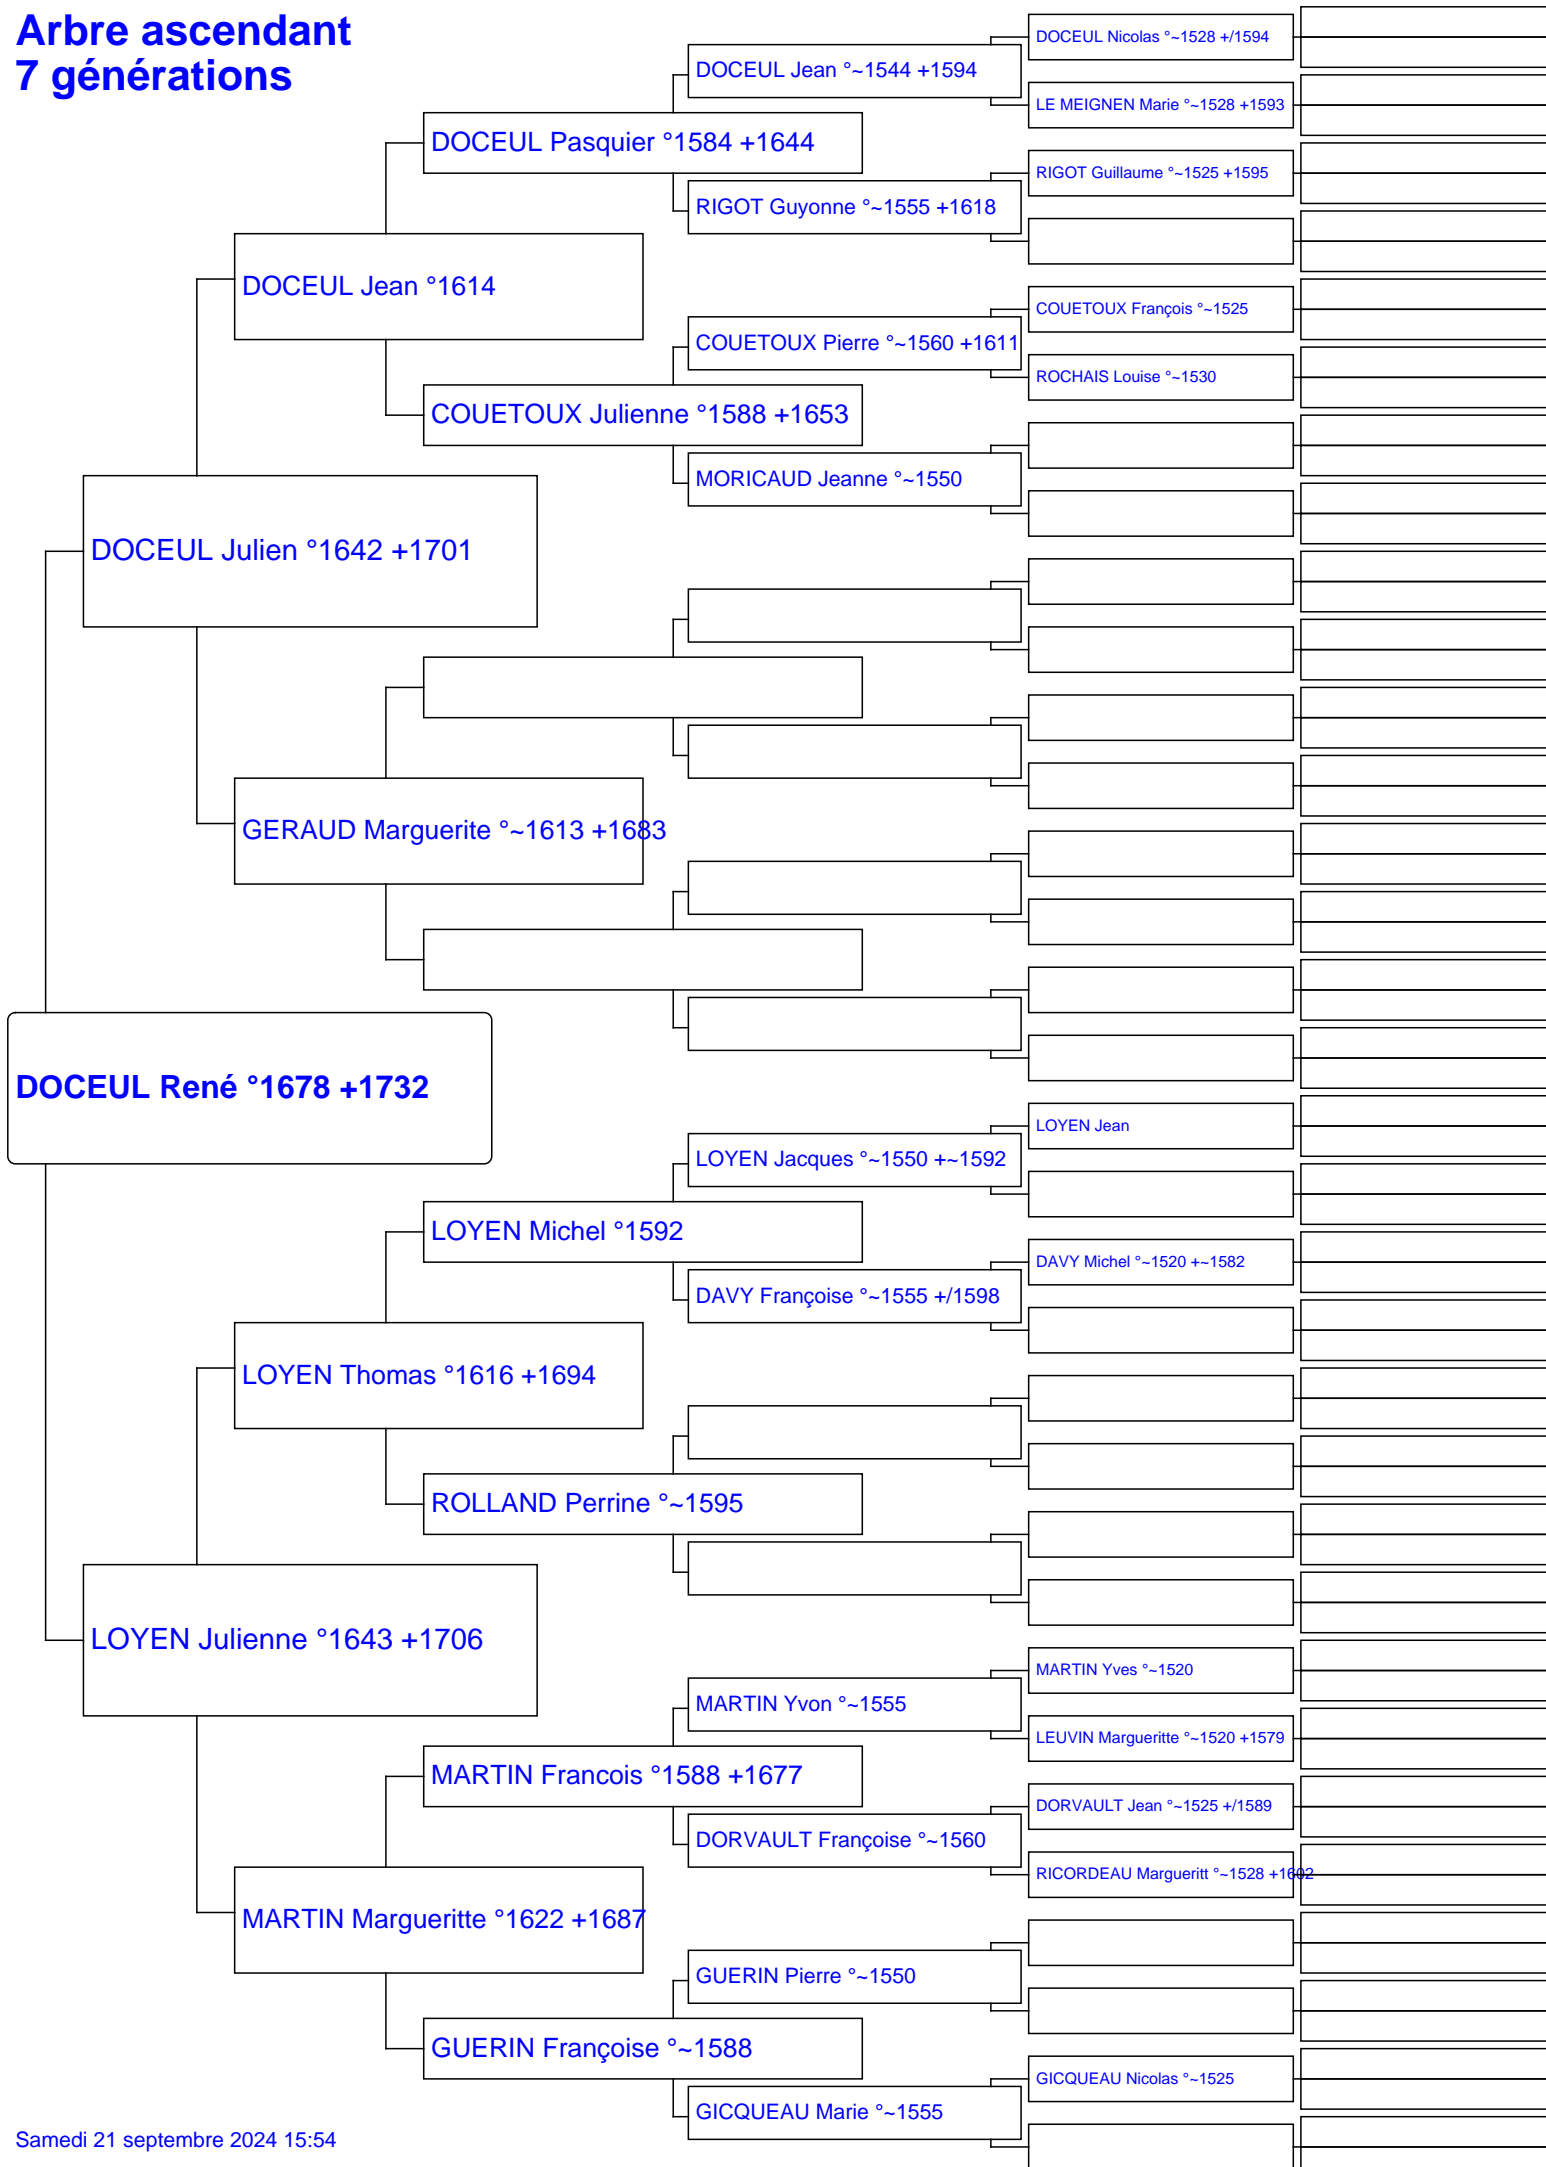 Arbre ascendant
7 générations
DOCEUL Nicolas °~1528 +/1594
DOCEUL Jean °~1544 +1594
LE MEIGNEN Marie °~1528 +1593
DOCEUL Pasquier °1584 +1644
RIGOT Guillaume °~1525 +1595
RIGOT Guyonne °~1555 +1618
DOCEUL Jean °1614
COUETOUX François °~1525
COUETOUX Pierre °~1560 +1611
ROCHAIS Louise °~1530
COUETOUX Julienne °1588 +1653
MORICAUD Jeanne °~1550
DOCEUL Julien °1642 +1701
GERAUD Marguerite °~1613 +1683
DOCEUL René °1678 +1732
LOYEN Jean
LOYEN Jacques °~1550 +~1592
LOYEN Michel °1592
DAVY Michel °~1520 +~1582
DAVY Françoise °~1555 +/1598
LOYEN Thomas °1616 +1694
ROLLAND Perrine °~1595
LOYEN Julienne °1643 +1706
MARTIN Yves °~1520
MARTIN Yvon °~1555
LEUVIN Margueritte °~1520 +1579
MARTIN Francois °1588 +1677
DORVAULT Jean °~1525 +/1589
DORVAULT Françoise °~1560
RICORDEAU Margueritt °~1528 +1602
MARTIN Margueritte °1622 +1687
GUERIN Pierre °~1550
GUERIN Françoise °~1588
GICQUEAU Nicolas °~1525
GICQUEAU Marie °~1555
Samedi 21 septembre 2024 15:54